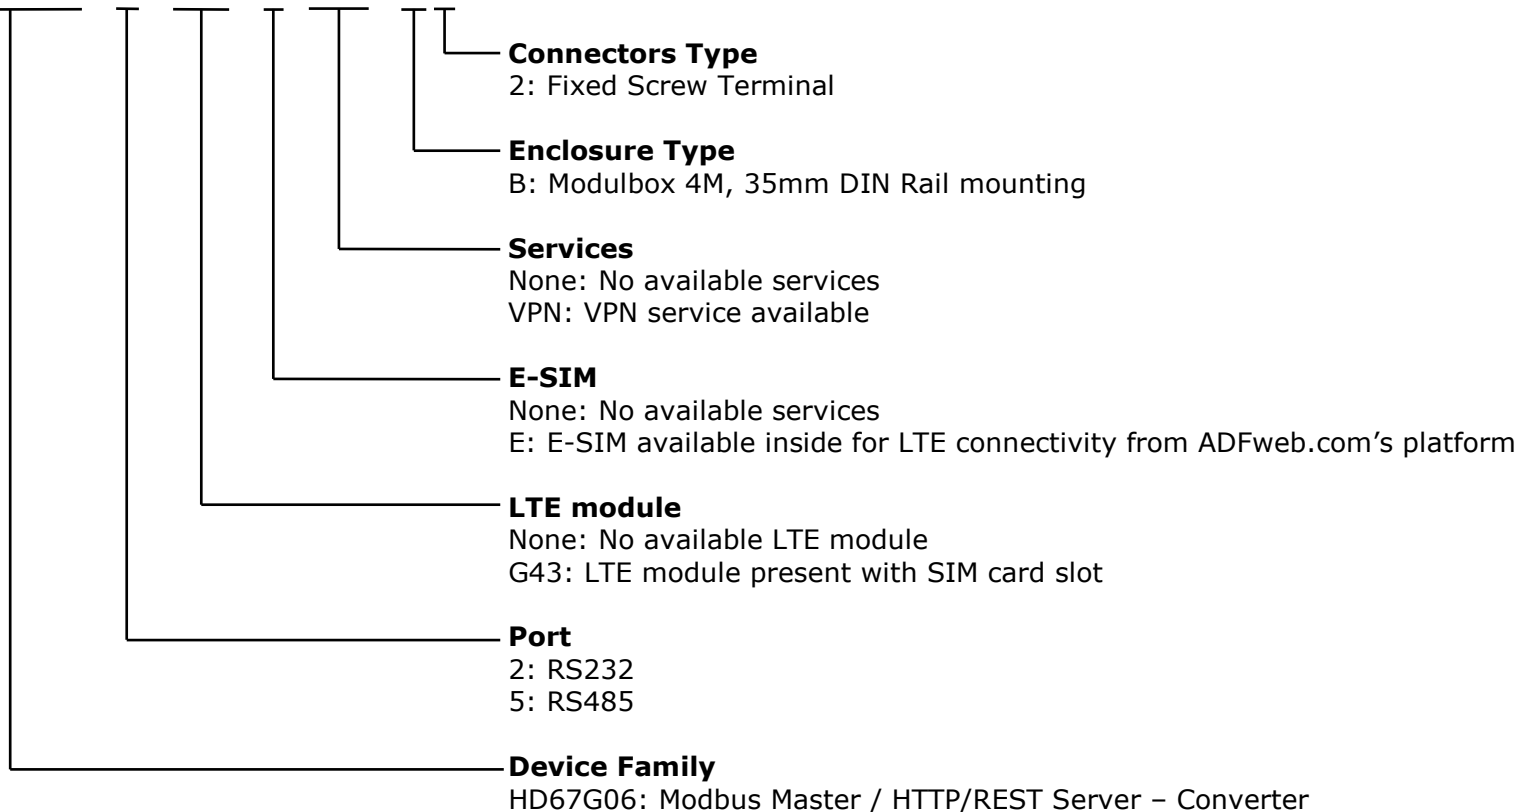 Connectors Type
2: Fixed Screw Terminal
Enclosure Type
B: Modulbox 4M, 35mm DIN Rail mounting
Services
None: No available services
VPN: VPN service available
E-SIM
None: No available services
E: E-SIM available inside for LTE connectivity from ADFweb.com’s platform
LTE module
None: No available LTE module
G43: LTE module present with SIM card slot
Port
2: RS232
5: RS485
Device Family
HD67G06: Modbus Master / HTTP/REST Server – Converter